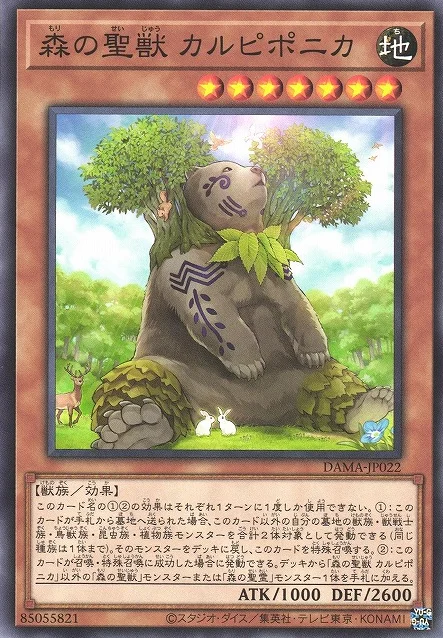 森の聖獣 カルピポニカ
地
DAMA-JP022
【獣族／効果】
このカード名の①②の効果はそれぞれ1ターンに1度しか使用できない。①：この
カードが手札から墓地へ送られた場合、このカード以外の自分の墓地の獣族・獣戦士
族・鳥獣族・昆虫族・植物族モンスターを合計2体対象として発動できる(同じ
種族は1体まで)。そのモンスターをデッキに戻し、このカードを特殊召喚する。②：この
カードが召喚・特殊召喚に成功した場合に発動できる。デッキから「森の聖獣 カルピポ
ニカ」以外の「森の聖獣」モンスターまたは「森の聖霊」モンスター1体を手札に加える。
ATK/1000 DEF/2600
85055821
©スタジオ・ダイス／集英社・テレビ東京・KONAMI